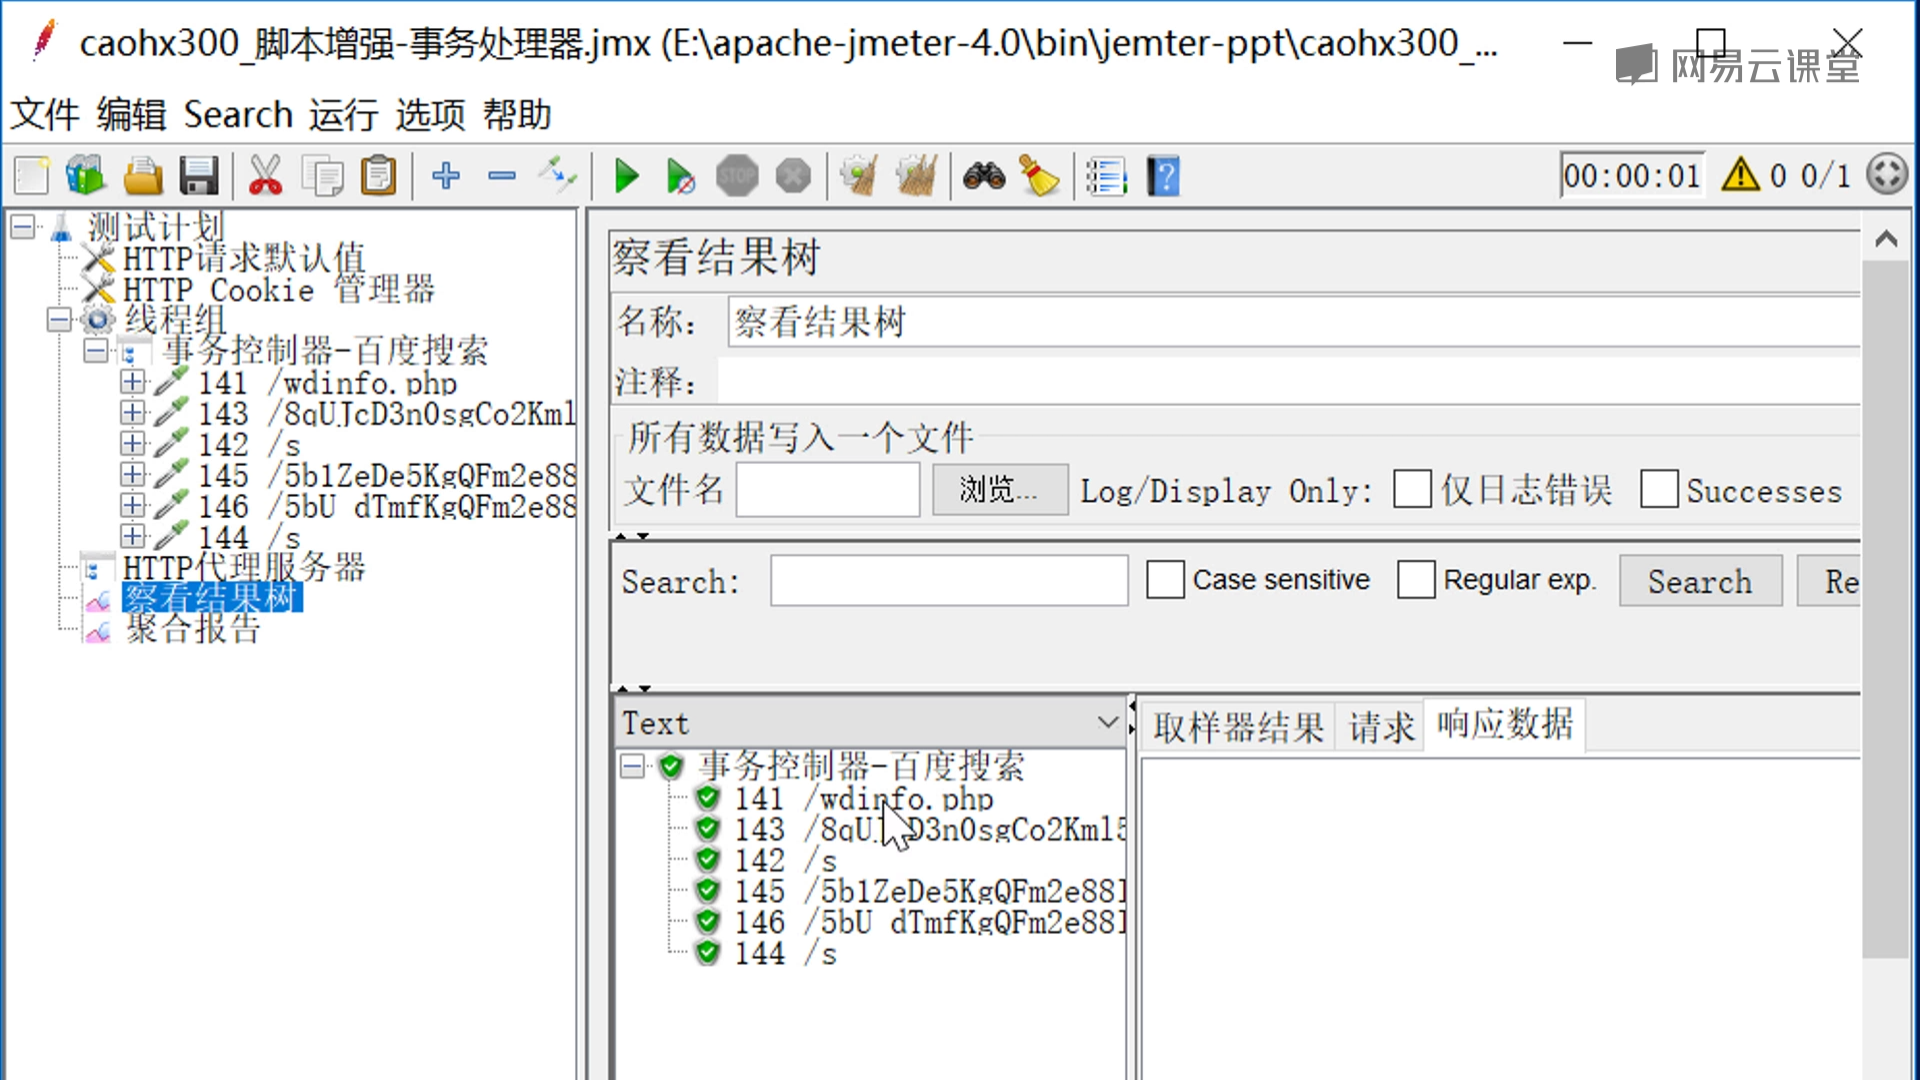 caohx300_脚本增强-事务处理器.jmx (E:\apache-jmeter-4.0\bin\jemter-ppt\caohx300_...
网易云课堂
文件 编辑 Search 运行 选项 帮助
STOP
00:00:01 0 0/1
测试计划
HTTP请求默认值
HTTP Cookie 管理器
线程组
事务控制器-百度搜索
141 /wdinfo.php
143 /8qUJcD3n0sgCo2Kml
142 /s
145 /5b1ZeDe5KgQFm2e88
146 /5bU_dTmfKgQFm2e88
144 /s
HTTP代理服务器
察看结果树
聚合报告
察看结果树
名称： 察看结果树
注释：
所有数据写入一个文件
文件名 浏览... Log/Display Only: 仅日志错误 Successes
Search: Case sensitive Regular exp. Search Re
Text
取样器结果 请求 响应数据
事务控制器-百度搜索
141 /wdinfo.php
143 /8qUJcD3n0sgCo2Kml5
142 /s
145 /5b1ZeDe5KgQFm2e88
146 /5bU_dTmfKgQFm2e88
144 /s